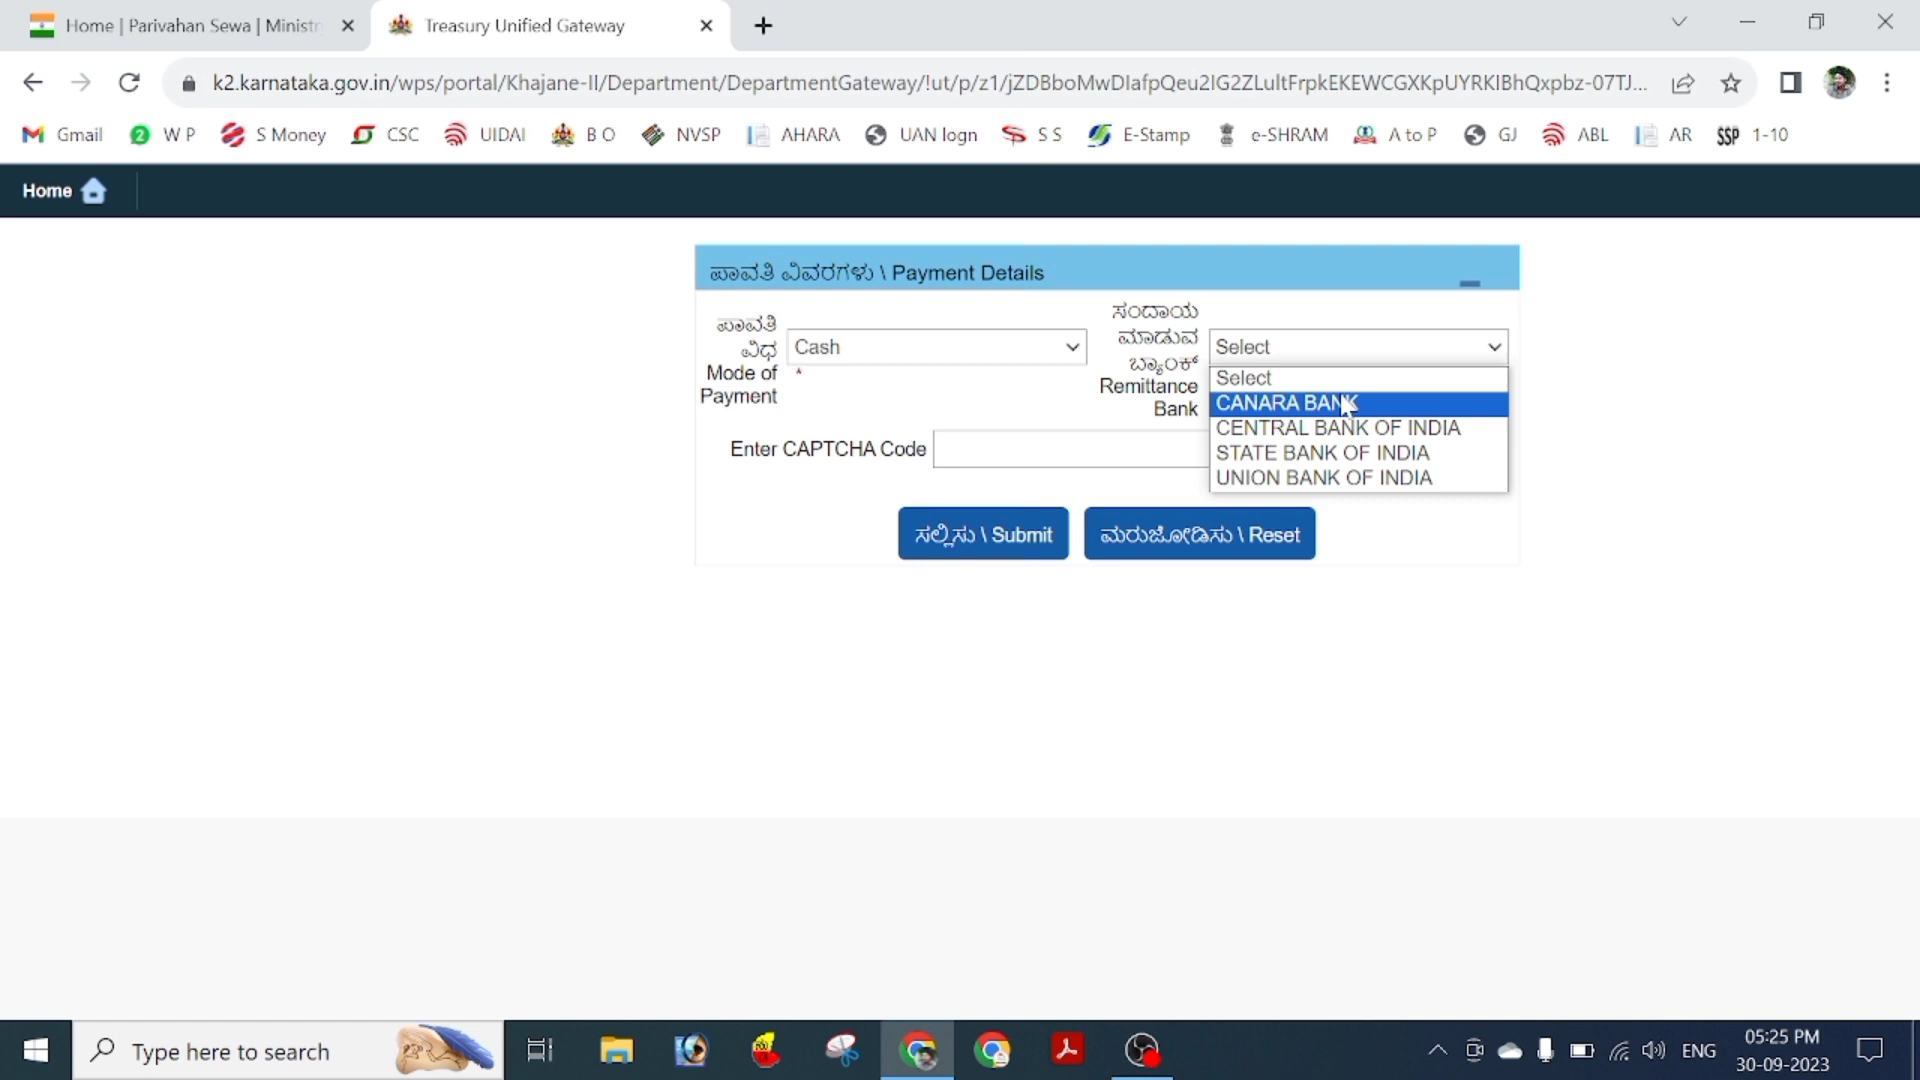 Home | Parivahan Sewa | Ministr
Treasury Unified Gateway
k2.karnataka.gov.in/wps/portal/Khajane-II/Department/DepartmentGateway/!ut/p/z1/jZDBboMwDIafpQeu2IG2ZLultFrpkEKEWCGXKpUYRKIBhQxpbz-07TJ...
Gmail
W P
S Money
CSC
UIDAI
B O
NVSP
AHARA
UAN logn
S S
E-Stamp
e-SHRAM
A to P
GJ
ABL
AR
SSP 1-10
Home
ಪಾವತಿ ವಿವರಗಳು \ Payment Details
ಪಾವತಿ
ವಿಧ
Mode of
Payment
Cash
*
ಸಂದಾಯ
ಮಾಡುವ
ಬ್ಯಾಂಕ್
Remittance
Bank
Select
Select
CANARA BANK
CENTRAL BANK OF INDIA
STATE BANK OF INDIA
UNION BANK OF INDIA
Enter CAPTCHA Code
ಸಲ್ಲಿಸು \ Submit
ಮರುಜೋಡಿಸು \ Reset
Type here to search
ENG
05:25 PM
30-09-2023